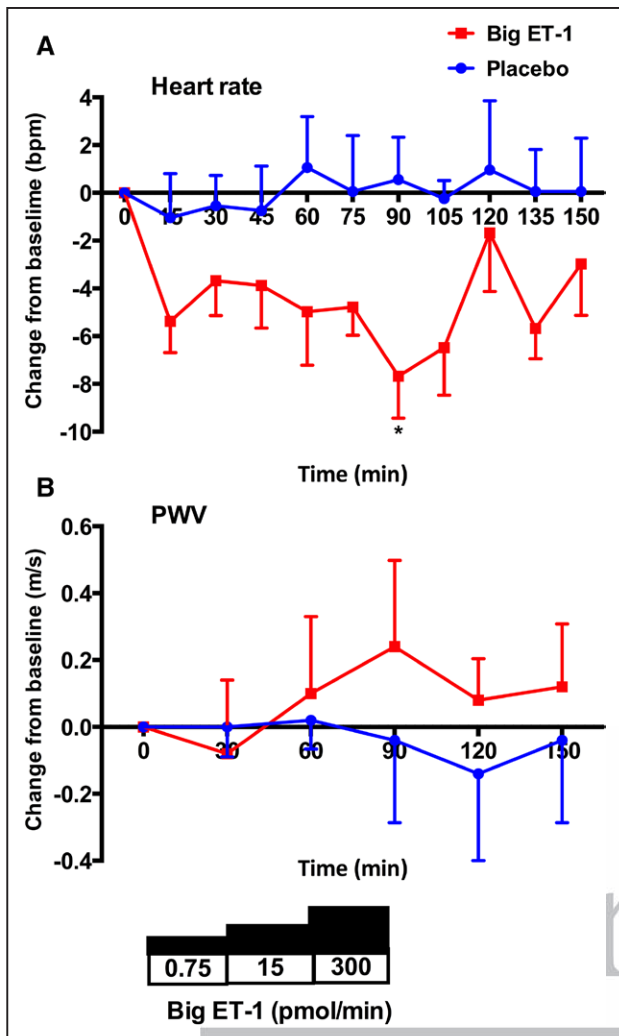 A
Big ET-1
Placebo
Heart rate
Change from baselime (bpm)
4
2
0
-2
-4
-6
-8
-10
0 15 30 45 60 75 90 105 120 135 150
*
Time (min)
B
PWV
Change from baseline (m/s)
0.6
0.4
0.2
0.0
-0.2
-0.4
0 30 60 90 120 150
Time (min)
0.75 15 300
Big ET-1 (pmol/min)